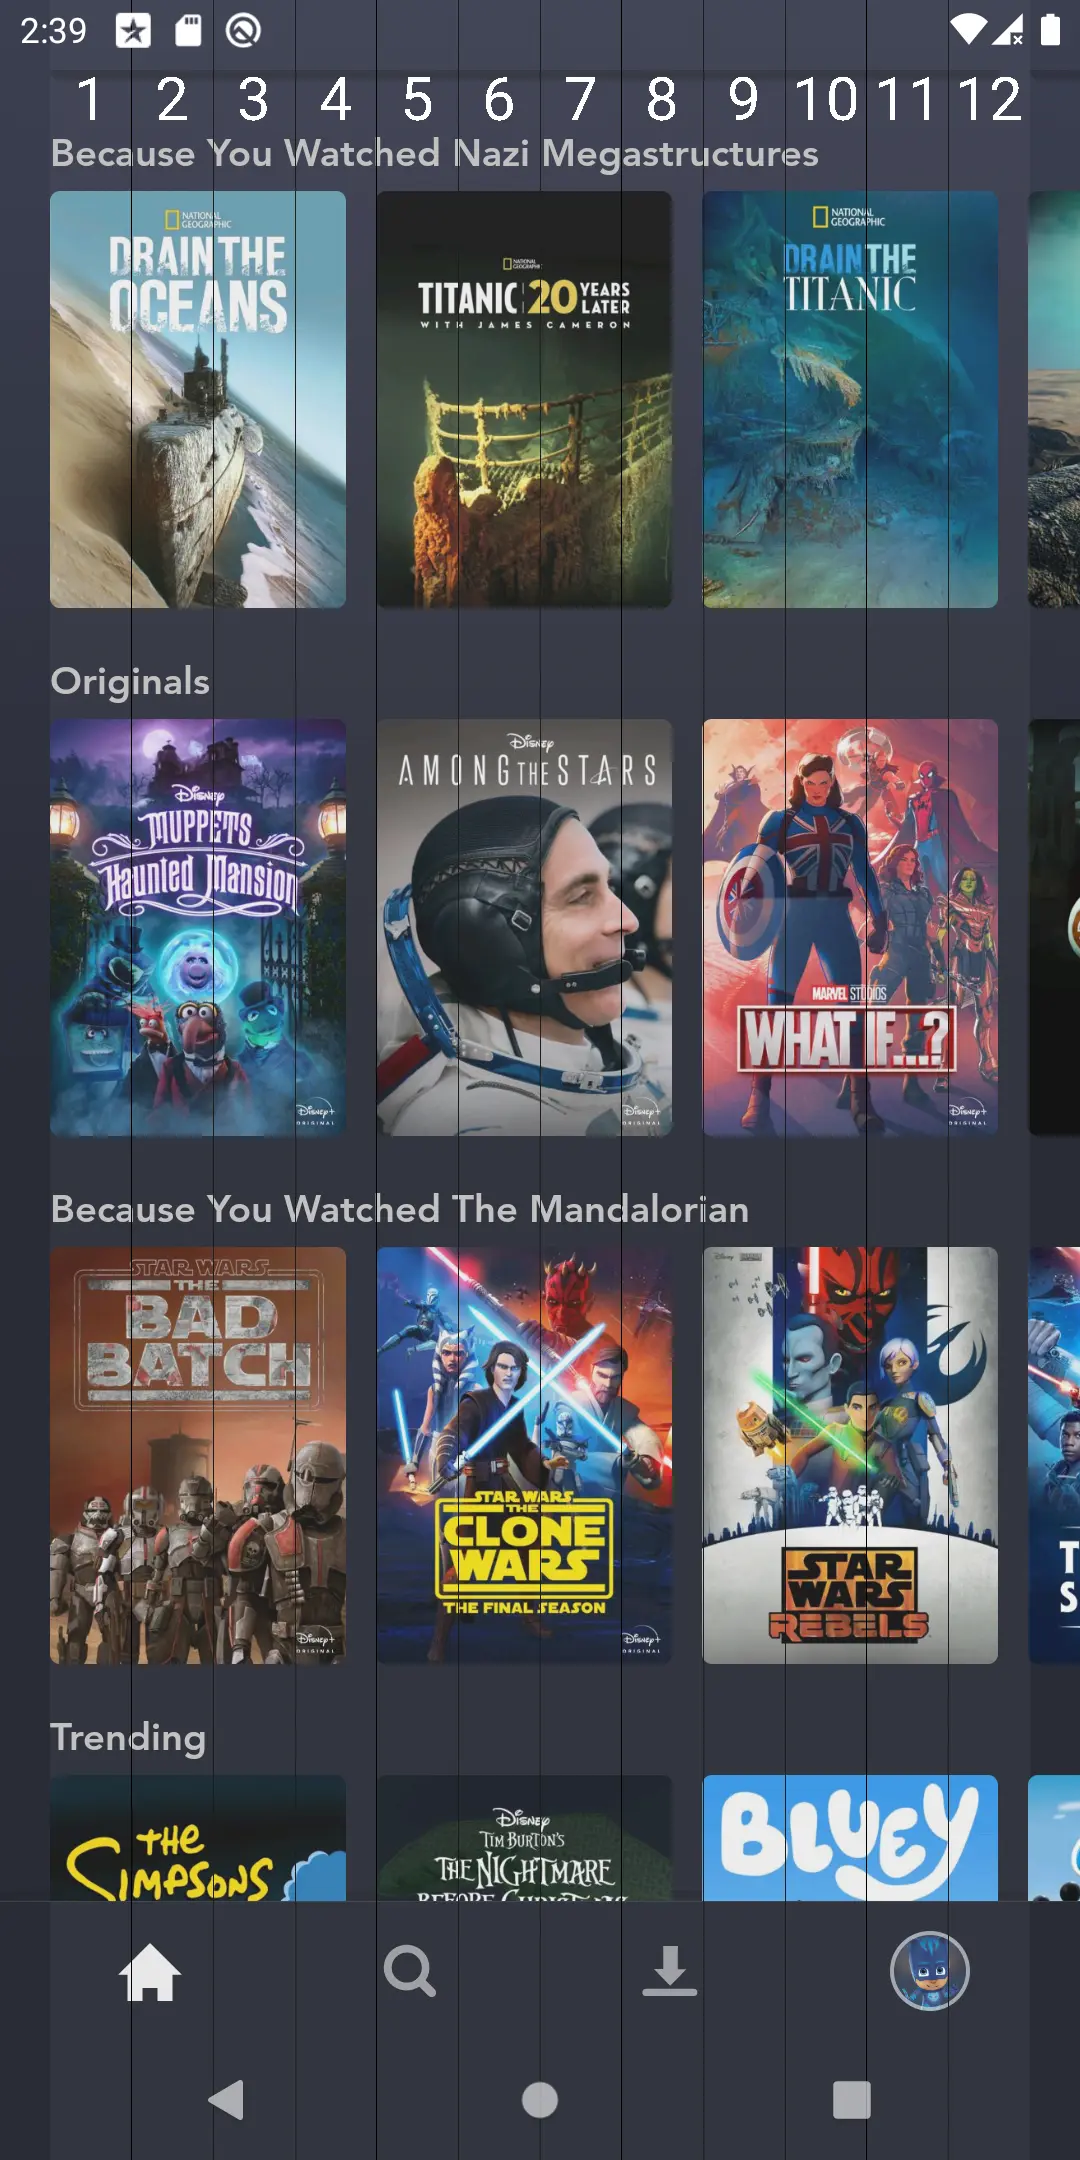 2:39
1 2 3 4 5 6 7 8 9 10 11 12
Because You Watched Nazi Megastructures
NATIONAL GEOGRAPHIC
DRAIN THE
OCEANS
NATIONAL GEOGRAPHIC
TITANIC 20 YEARS LATER
WITH JAMES CAMERON
NATIONAL GEOGRAPHIC
DRAIN THE
TITANIC
Originals
Disney
MUPPETS
Haunted Mansion
Disney+
ORIGINAL
Disney
AMONG THE STARS
Disney+
ORIGINAL
MARVEL STUDIOS
WHAT IF...?
Disney+
ORIGINAL
Because You Watched The Mandalorian
STAR WARS
THE
BAD
BATCH
Disney+
ORIGINAL
STAR WARS
THE
CLONE
WARS
THE FINAL SEASON
Disney+
ORIGINAL
Disney
STAR
WARS
REBELS
T
S
Trending
THE
SIMPSONS
Disney
TIM BURTON'S
THE NIGHTMARE
BEFORE CHRISTMAS
BLUEY